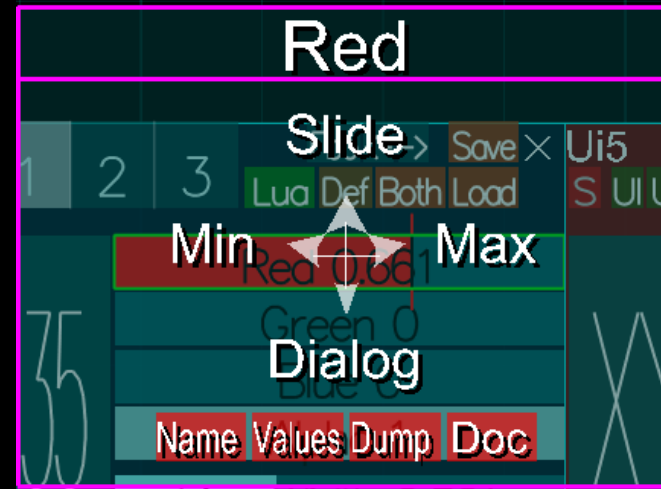 Red
Slide -> Save X Ui5
1 2 3 Lua Def Both Load S UI U
Min Max
Red 0.661
Green 0
35
Dialog
Blue 0
Name Values Dump Doc